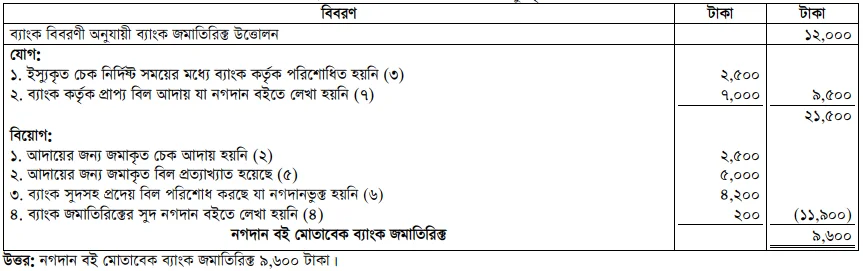 বিবরণ টাকা টাকা
ব্যাংক বিবরণী অনুযায়ী ব্যাংক জমাতিরিক্ত উত্তোলন ১২,০০০
যোগ:
১. ইস্যুকৃত চেক নির্দিষ্ট সময়ের মধ্যে ব্যাংক কর্তৃক পরিশোধিত হয়নি (৩) ২,৫০০
২. ব্যাংক কর্তৃক প্রাপ্য বিল আদায় যা নগদান বইতে লেখা হয়নি (৭) ৭,০০০ ৯,৫০০
২১,৫০০
বিয়োগ:
১. আদায়ের জন্য জমাকৃত চেক আদায় হয়নি (২) ২,৫০০
২. আদায়ের জন্য জমাকৃত বিল প্রত্যাখ্যাত হয়েছে (৫) ৫,০০০
৩. ব্যাংক সুদসহ প্রদেয় বিল পরিশোধ করছে যা নগদানভুক্ত হয়নি (৬) ৪,২০০
৪. ব্যাংক জমাতিরিক্তের সুদ নগদান বইতে লেখা হয়নি (৪) ২০০ (১১,৯০০)
নগদান বই মোতাবেক ব্যাংক জমাতিরিক্ত ৯,৬০০
উত্তর: নগদান বই মোতাবেক ব্যাংক জমাতিরিক্ত ৯,৬০০ টাকা।